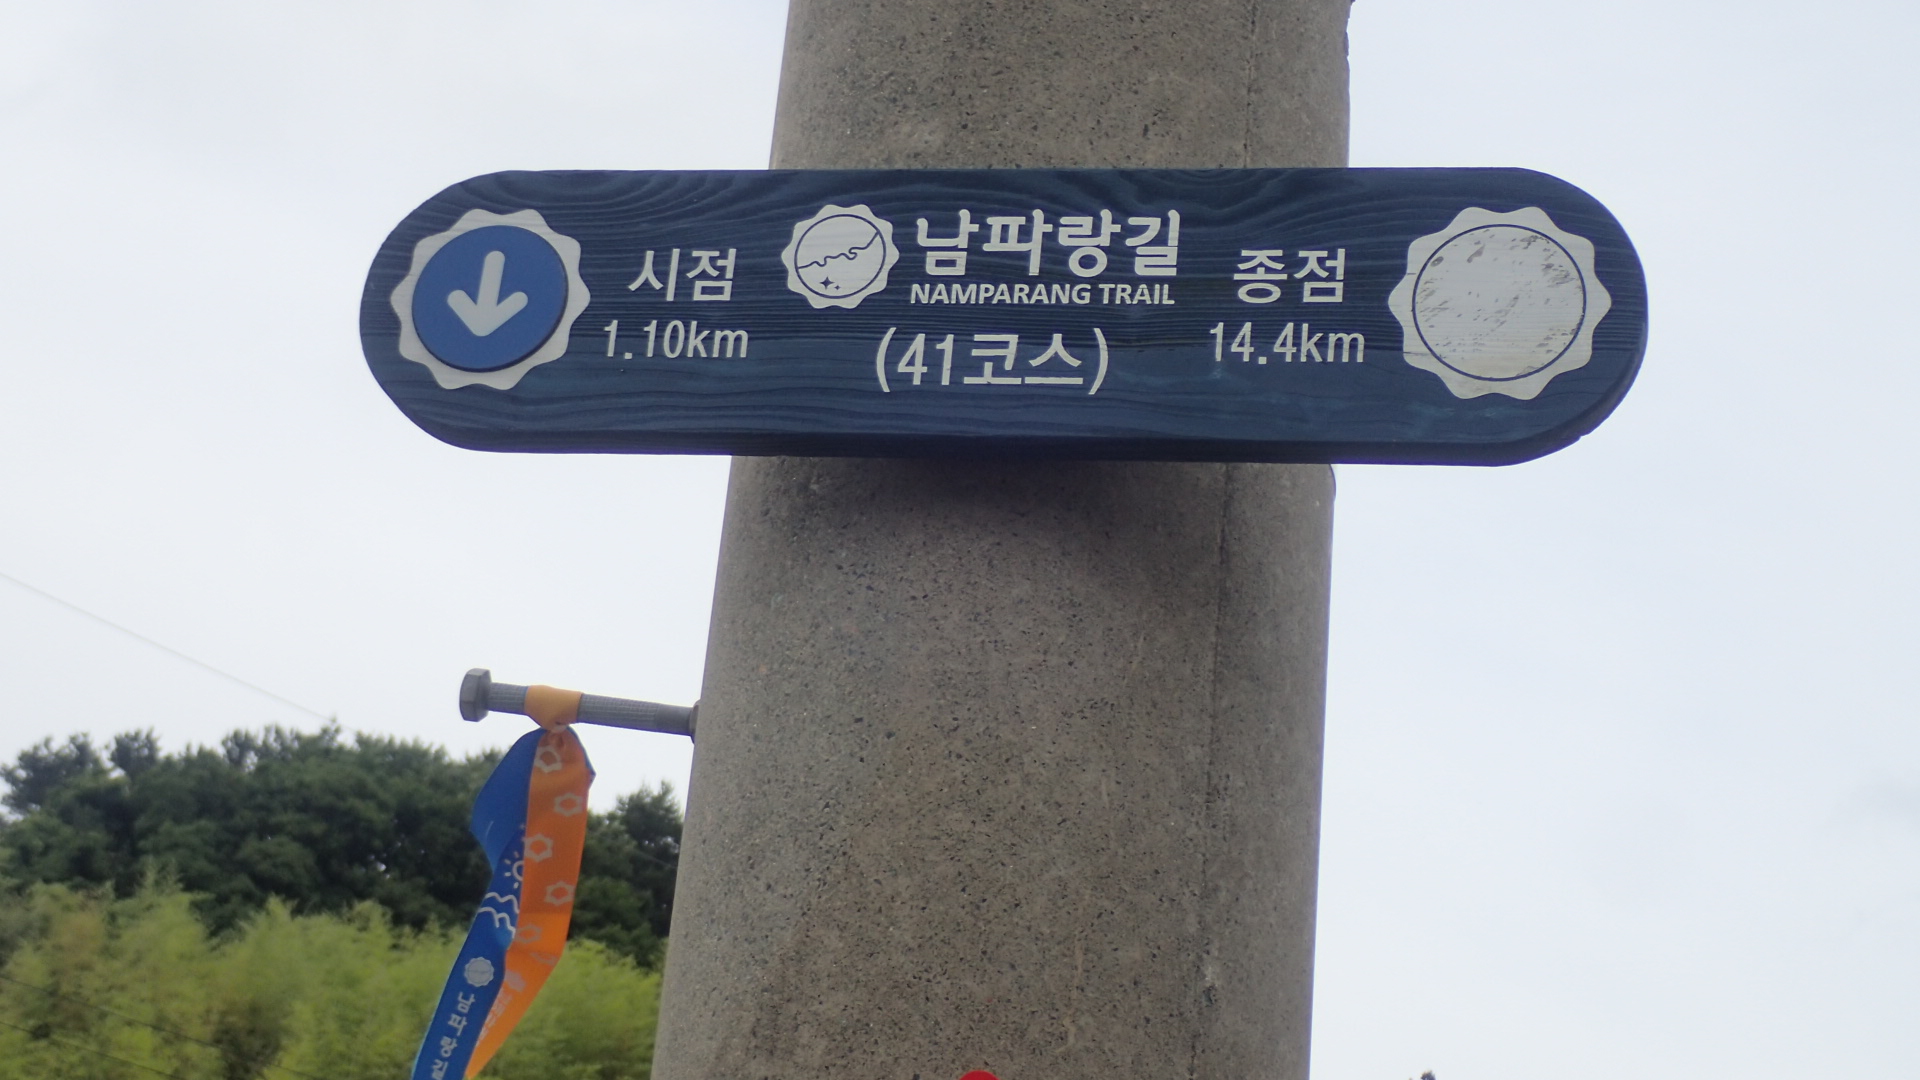 시점
1.10km
남파랑길
NAMPARANG TRAIL
(41코스)
종점
14.4km
남파랑길